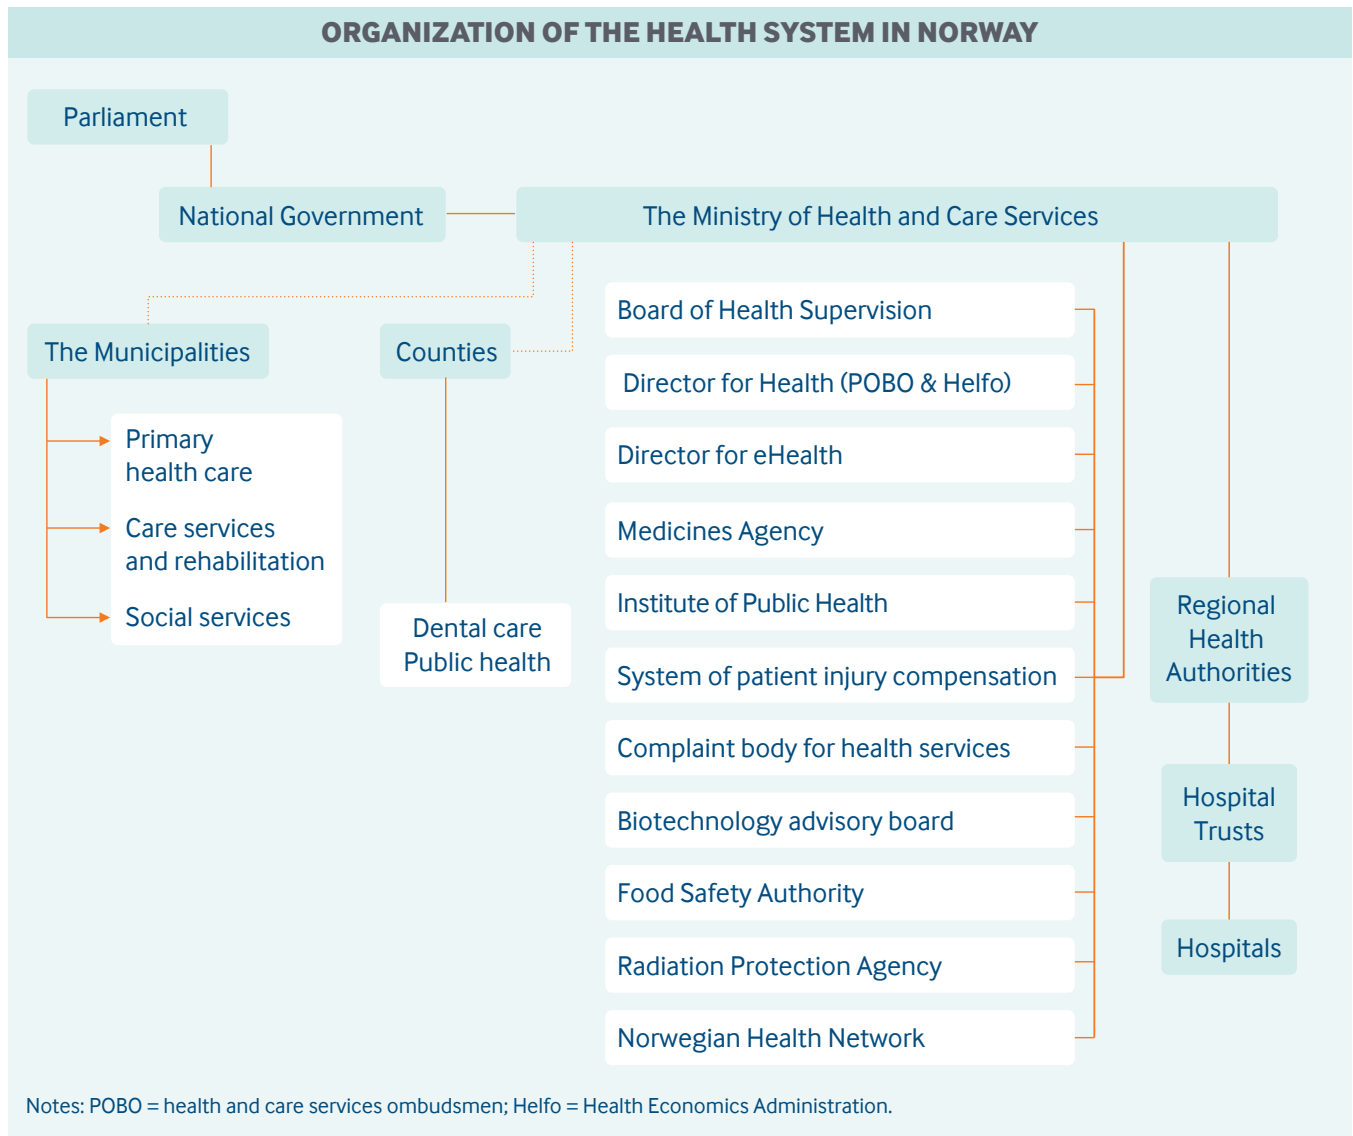 ORGANIZATION OF THE HEALTH SYSTEM IN NORWAY
Parliament
National Government
The Ministry of Health and Care Services
The Municipalities
Primary
health care
Care services
and rehabilitation
Social services
Counties
Dental care
Public health
Board of Health Supervision
Director for Health (POBO & Helfo)
Director for eHealth
Medicines Agency
Institute of Public Health
System of patient injury compensation
Complaint body for health services
Biotechnology advisory board
Food Safety Authority
Radiation Protection Agency
Norwegian Health Network
Regional
Health
Authorities
Hospital
Trusts
Hospitals
Notes: POBO = health and care services ombudsmen; Helfo = Health Economics Administration.